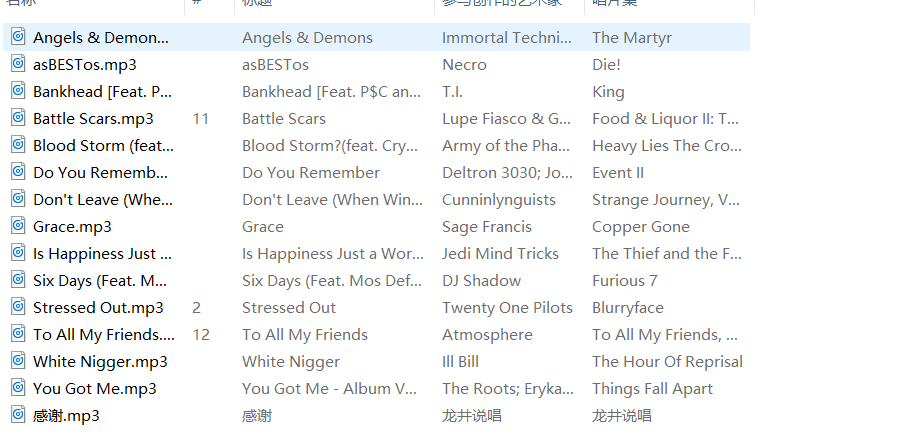 名称 # 标题 参与创作的艺术家 唱片集
Angels & Demon... Angels & Demons Immortal Techni... The Martyr
asBESTos.mp3 asBESTos Necro Die!
Bankhead [Feat. P... Bankhead [Feat. P$C an... T.I. King
Battle Scars.mp3 11 Battle Scars Lupe Fiasco & G... Food & Liquor II: T...
Blood Storm (feat... Blood Storm?(feat. Cry... Army of the Pha... Heavy Lies The Cro...
Do You Rememb... Do You Remember Deltron 3030; Jo... Event II
Don't Leave (Whe... Don't Leave (When Win... Cunninlynguists Strange Journey, V...
Grace.mp3 Grace Sage Francis Copper Gone
Is Happiness Just ... Is Happiness Just a Wor... Jedi Mind Tricks The Thief and the F...
Six Days (Feat. M... Six Days (Feat. Mos Def... DJ Shadow Furious 7
Stressed Out.mp3 2 Stressed Out Twenty One Pilots Blurryface
To All My Friends.... 12 To All My Friends Atmosphere To All My Friends, ...
White Nigger.mp3 White Nigger Ill Bill The Hour Of Reprisal
You Got Me.mp3 You Got Me - Album V... The Roots; Eryka... Things Fall Apart
感谢.mp3 感谢 龙井说唱 龙井说唱